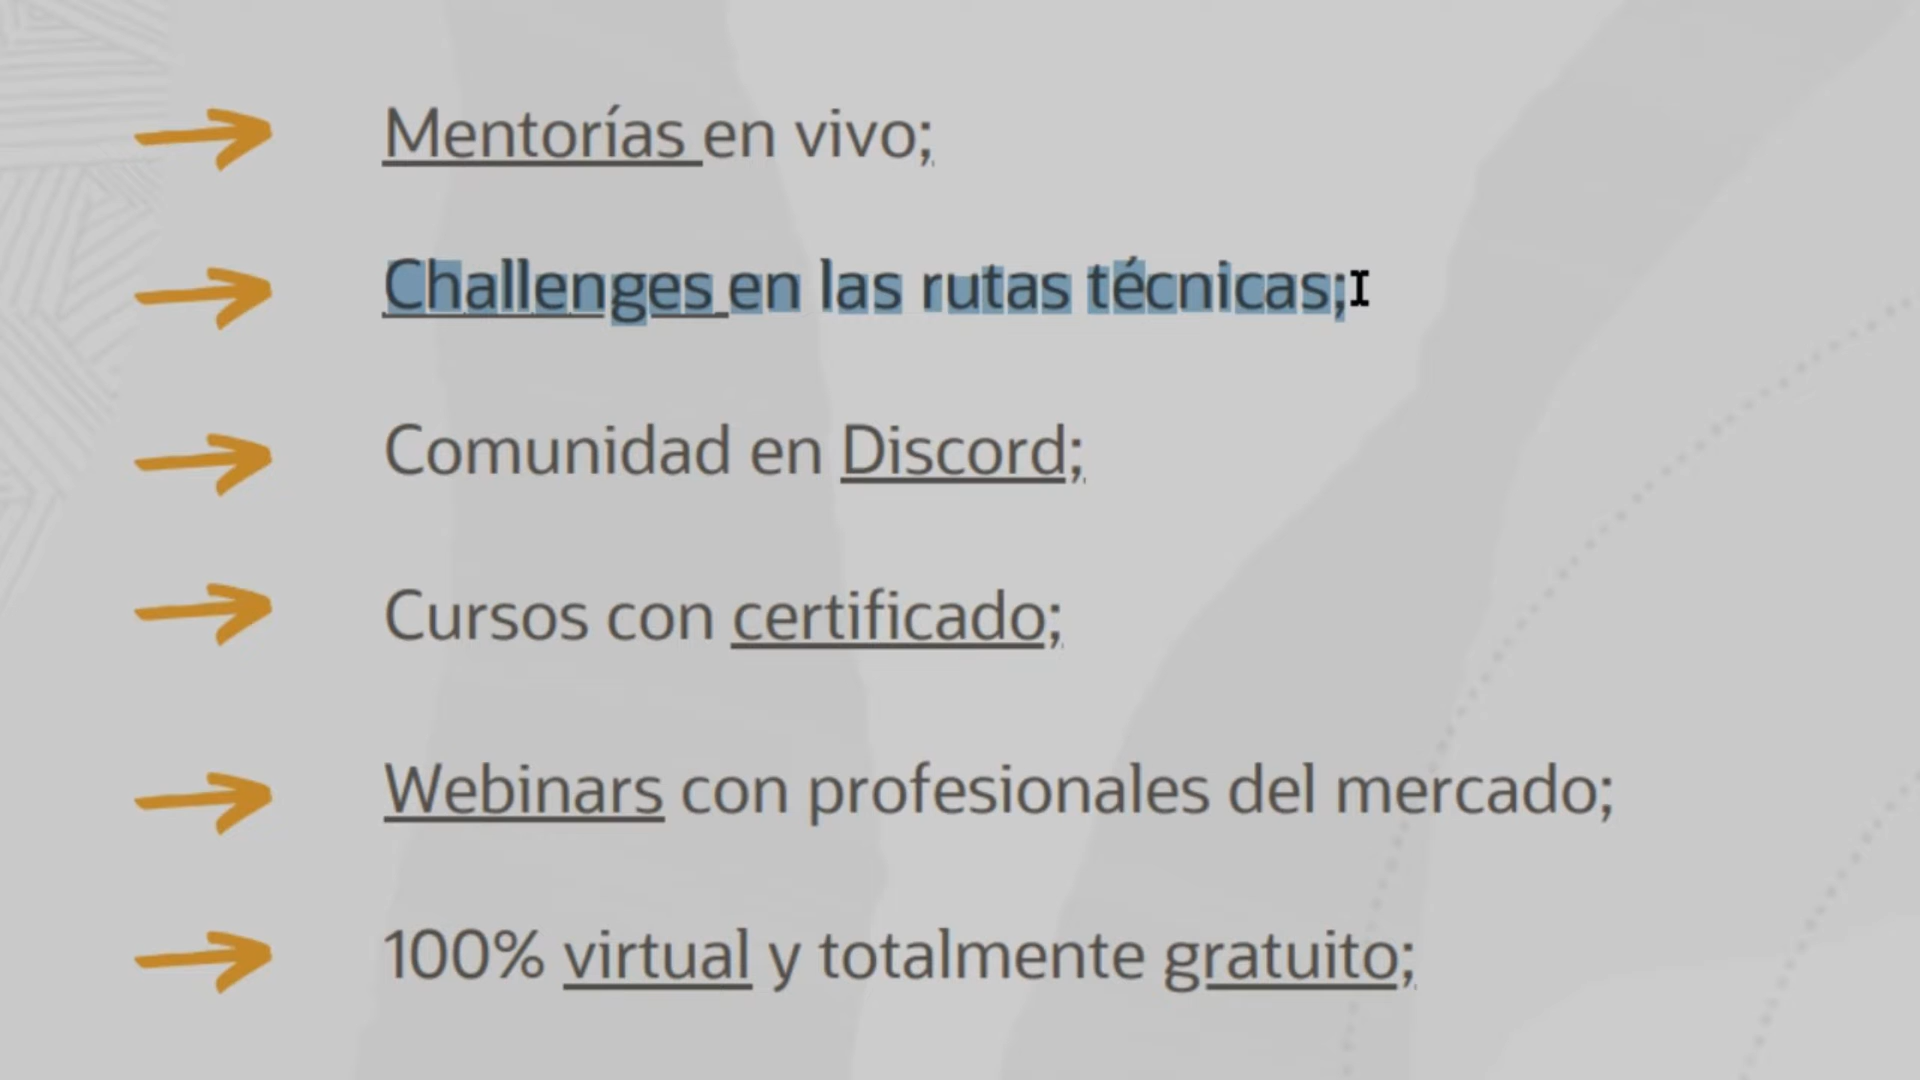 Mentorías en vivo;
Challenges en las rutas técnicas;
Comunidad en Discord;
Cursos con certificado;
Webinars con profesionales del mercado;
100% virtual y totalmente gratuito;